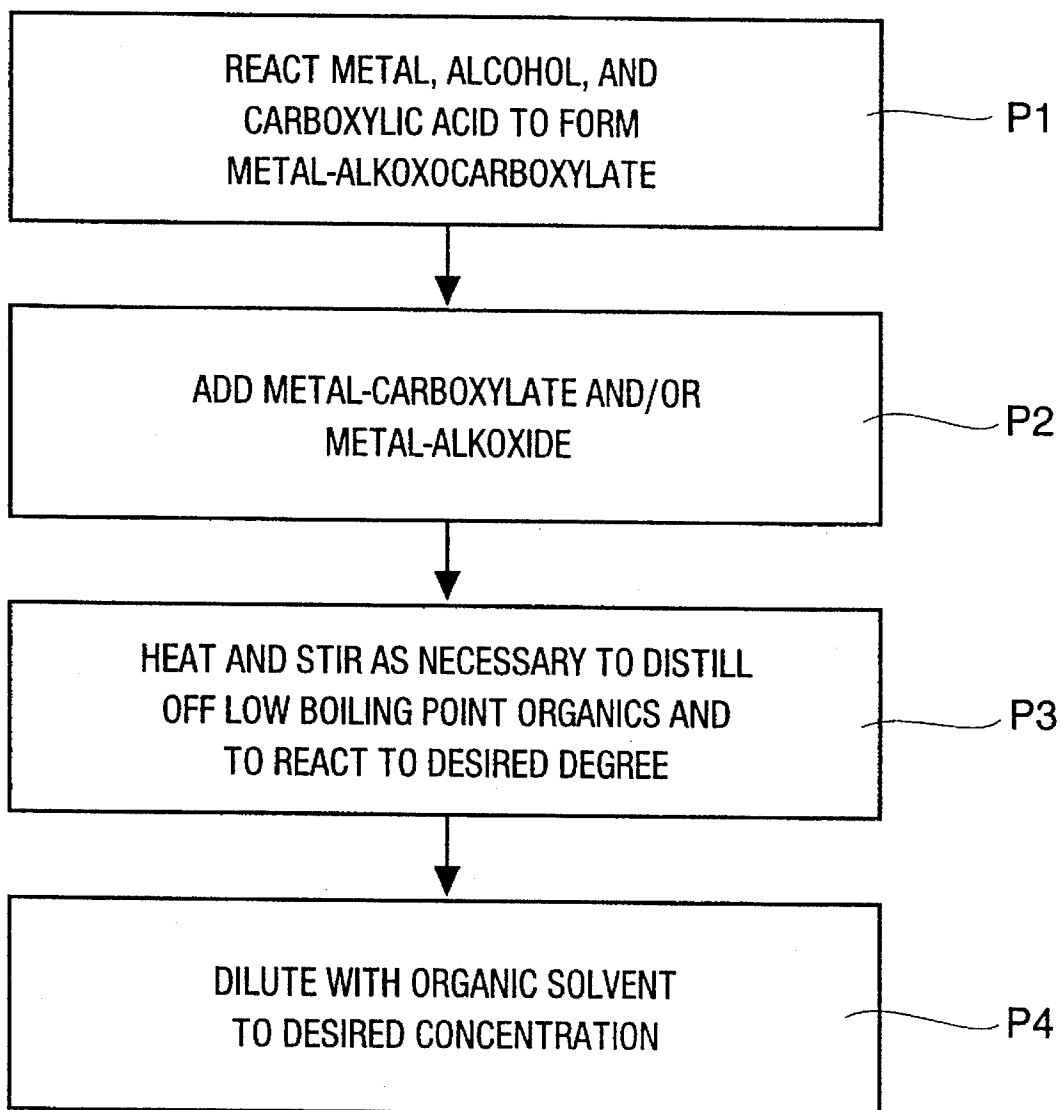 REACT METAL, ALCOHOL, AND
CARBOXYLIC ACID TO FORM
METAL-ALKOXOCARBOXYLATE
P1
ADD METAL-CARBOXYLATE AND/OR
METAL-ALKOXIDE
P2
HEAT AND STIR AS NECESSARY TO DISTILL
OFF LOW BOILING POINT ORGANICS AND
TO REACT TO DESIRED DEGREE
P3
DILUTE WITH ORGANIC SOLVENT
TO DESIRED CONCENTRATION
P4